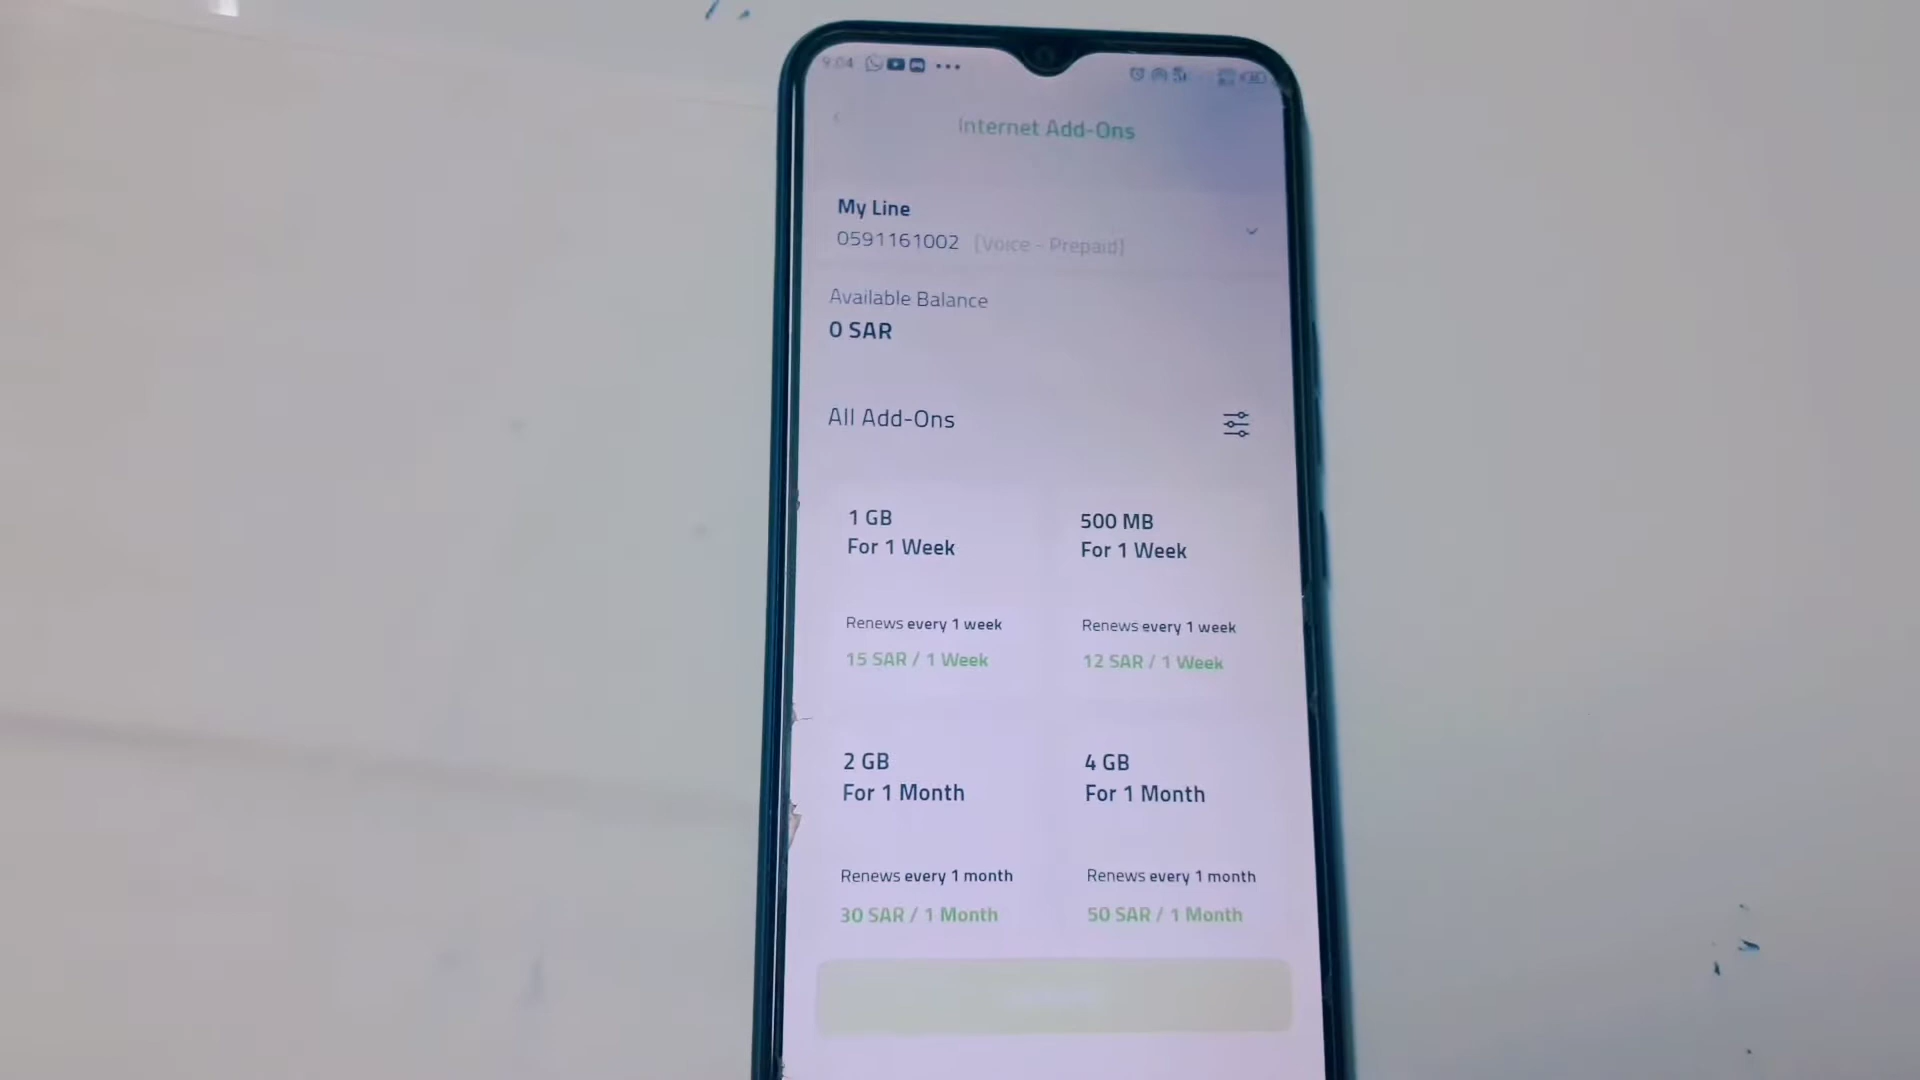 9:04
Internet Add-Ons
My Line
0591161002 [Voice - Prepaid]
Available Balance
0 SAR
All Add-Ons
1 GB
For 1 Week
Renews every 1 week
15 SAR / 1 Week
500 MB
For 1 Week
Renews every 1 week
12 SAR / 1 Week
2 GB
For 1 Month
Renews every 1 month
30 SAR / 1 Month
4 GB
For 1 Month
Renews every 1 month
50 SAR / 1 Month